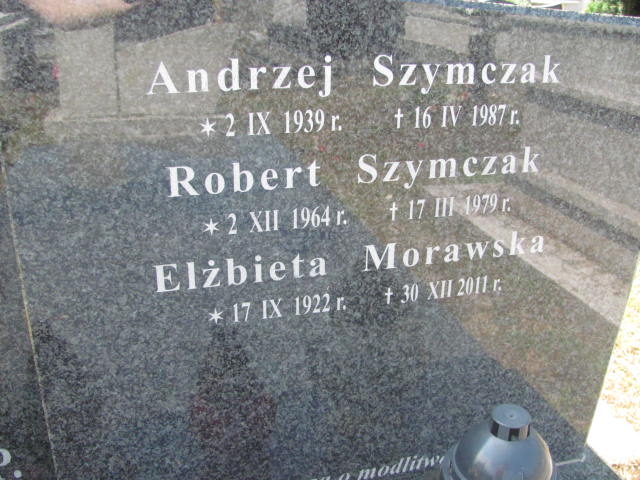 Andrzej Szymczak
* 2 IX 1939 r. † 16 IV 1987 r.
Robert Szymczak
* 2 XII 1964 r. † 17 III 1979 r.
Elżbieta Morawska
* 17 IX 1922 r. † 30 XII 2011 r.
P.
o modlitwę